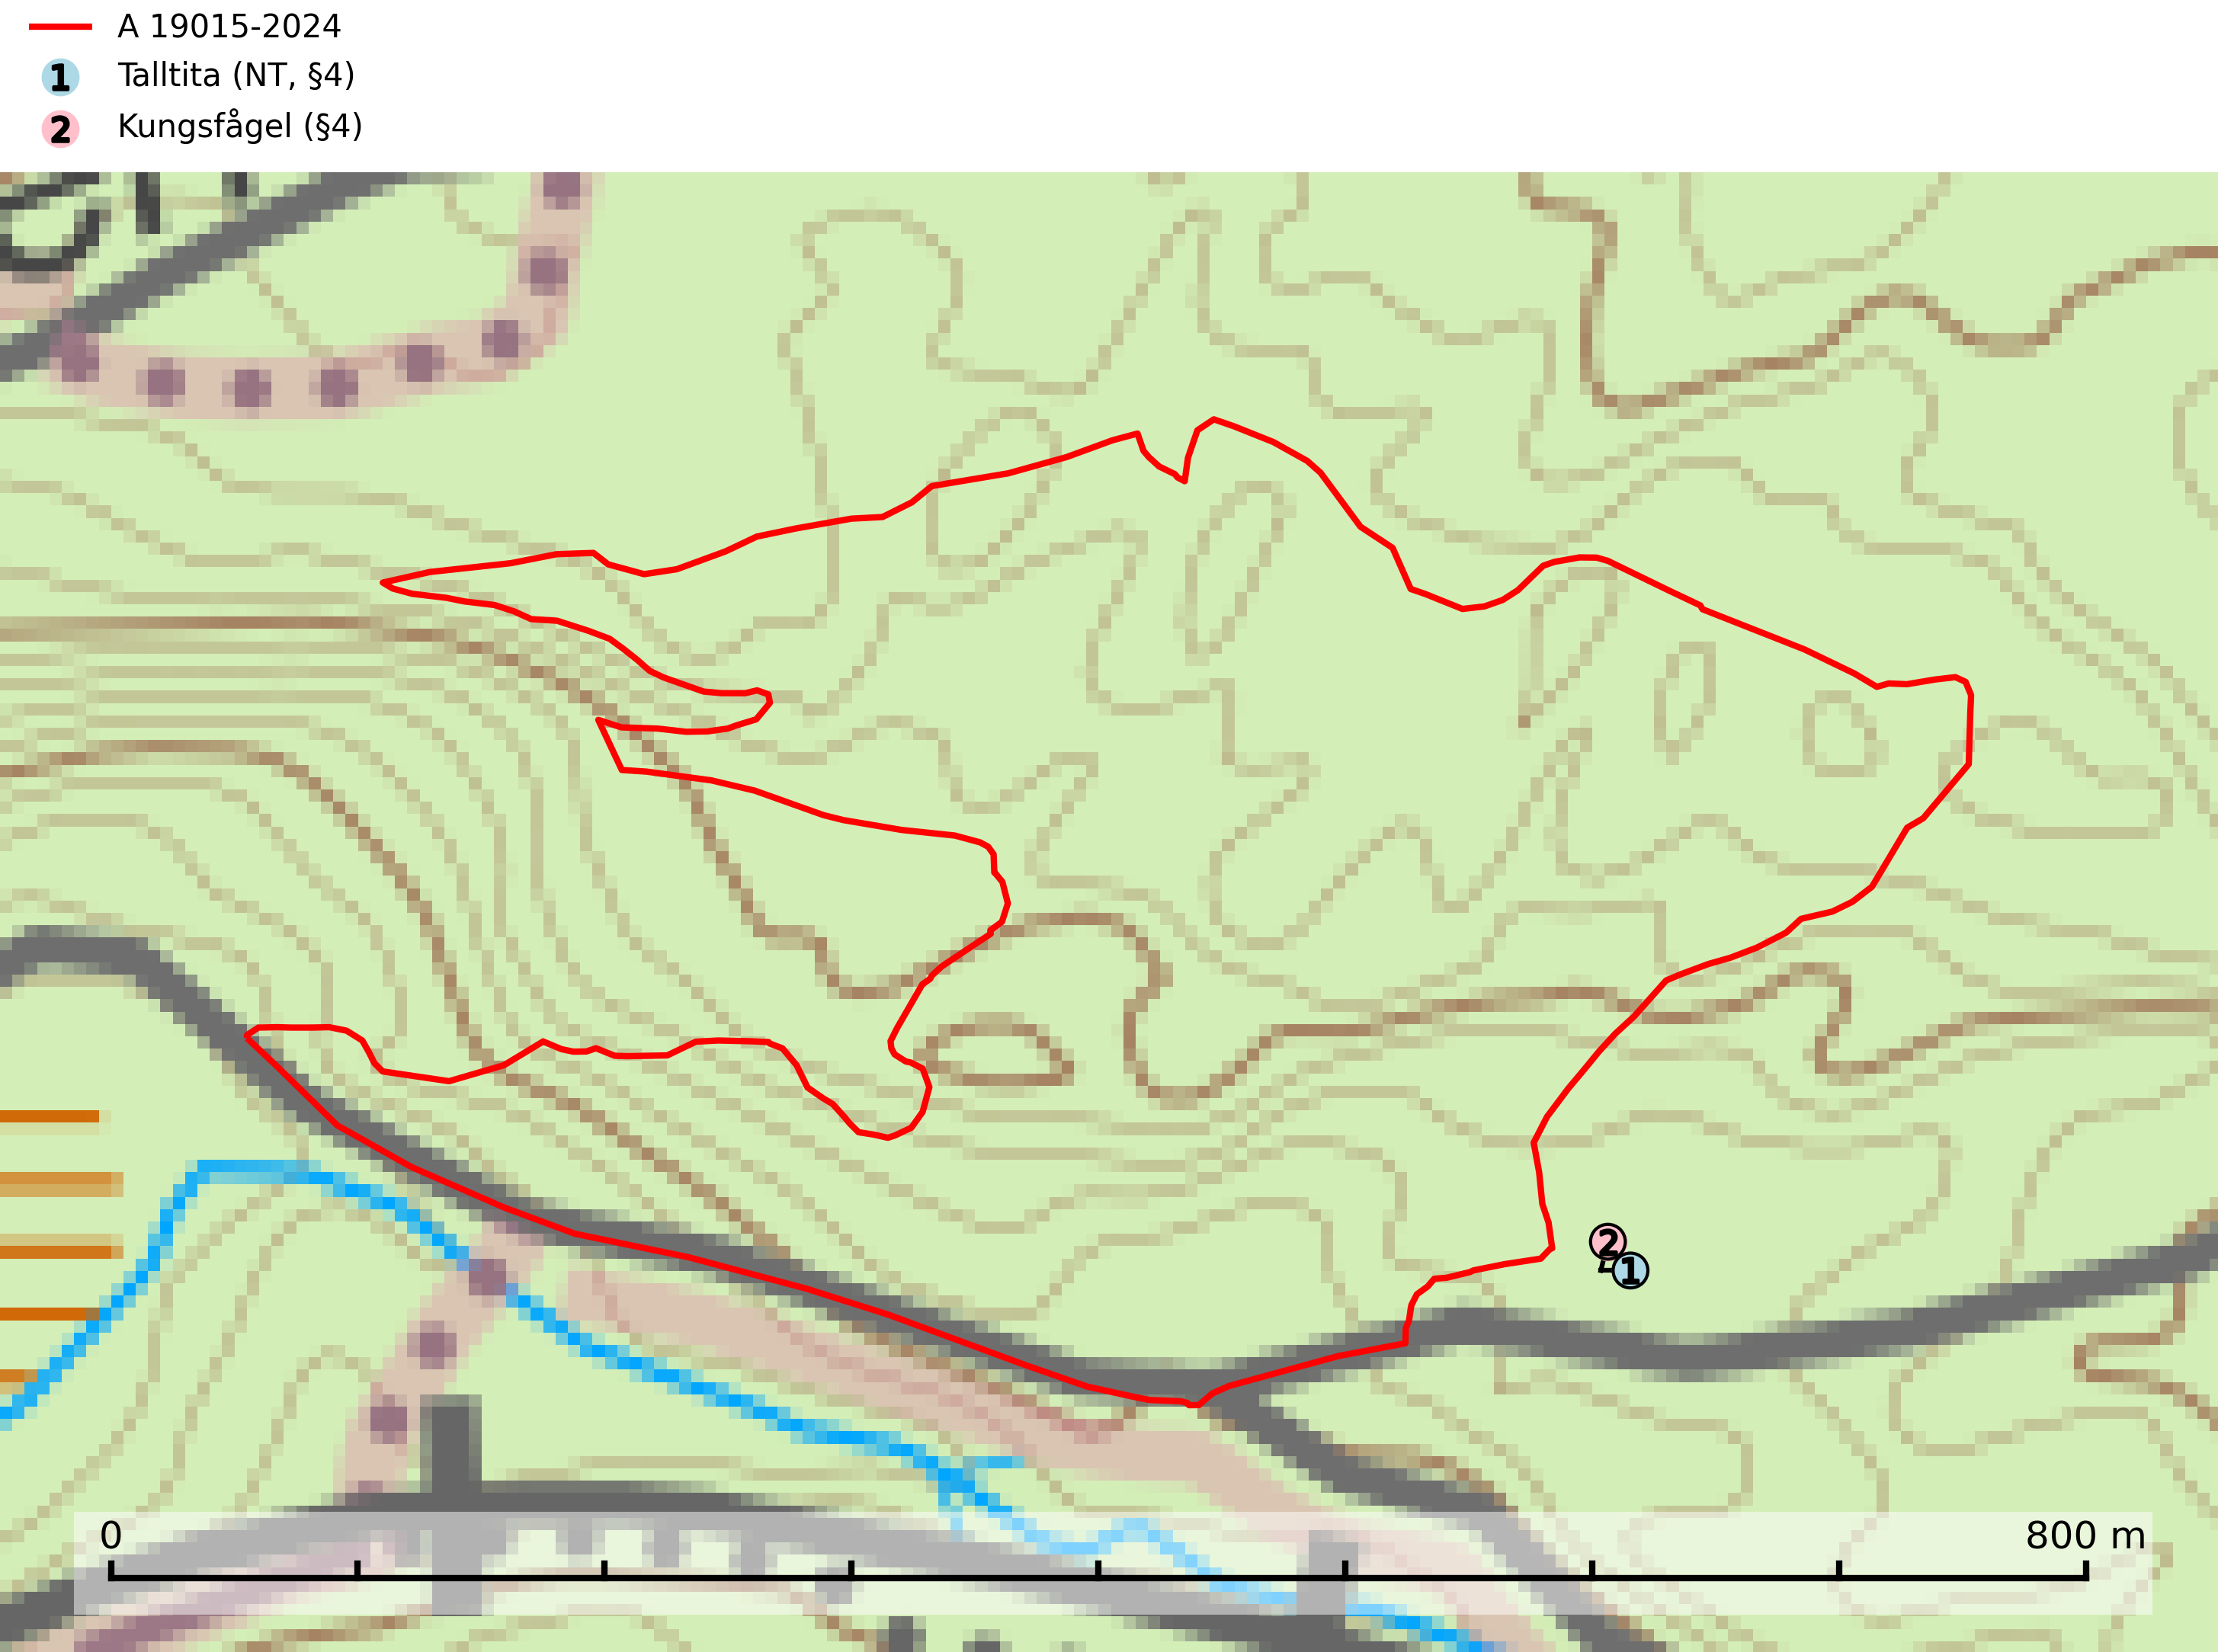 A 19015-2024
1 Talltita (NT, §4)
2 Kungsfågel (§4)
2
1
0 800 m